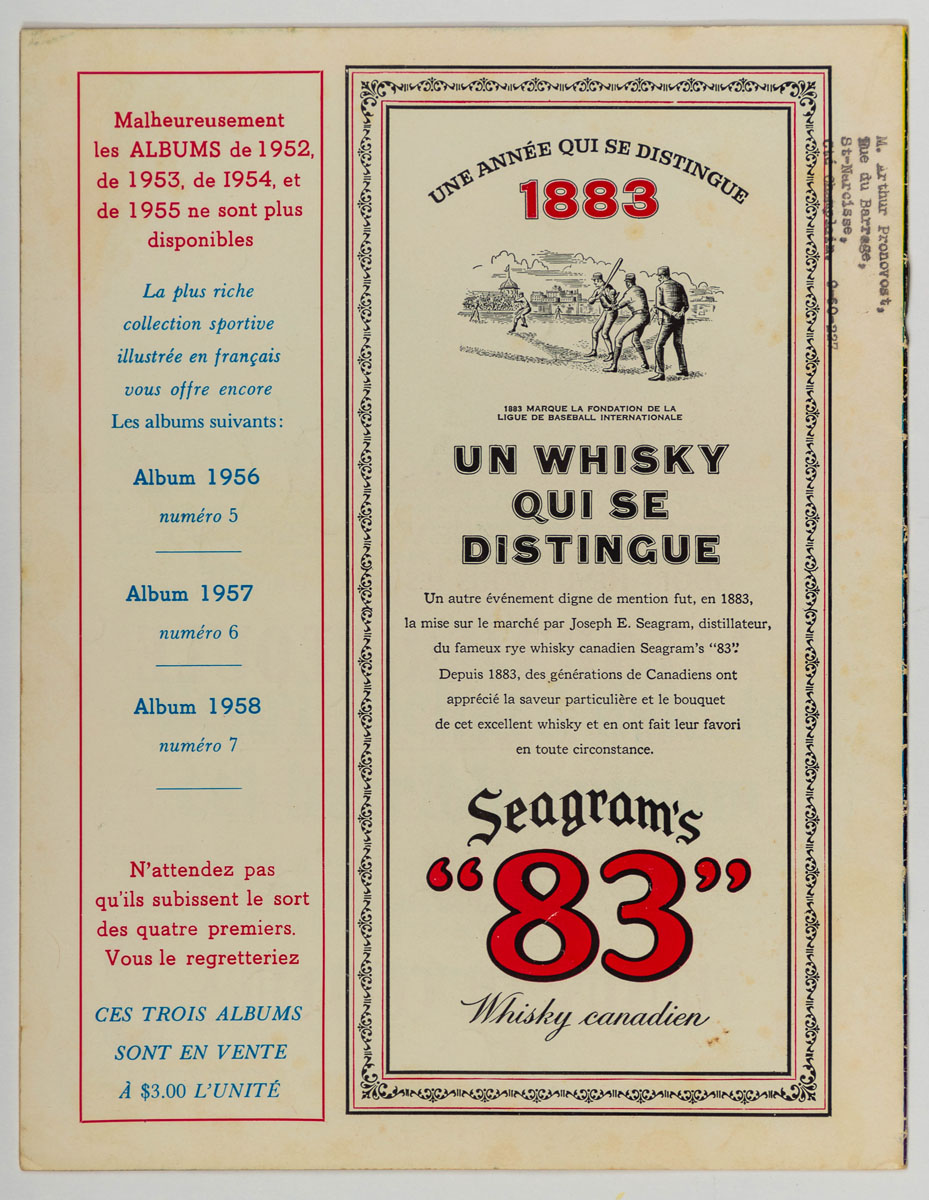 Malheureusement
les ALBUMS de 1952,
de 1953, de 1954, et
de 1955 ne sont plus
disponibles
La plus riche
collection sportive
illustrée en français
vous offre encore
Les albums suivants:
Album 1956
numéro 5
Album 1957
numéro 6
Album 1958
numéro 7
N'attendez pas
qu'ils subissent le sort
des quatre premiers.
Vous le regretteriez
CES TROIS ALBUMS
SONT EN VENTE
À $3.00 L'UNITÉ
UNE ANNÉE QUI SE DISTINGUE
1883
1883 MARQUE LA FONDATION DE LA
LIGUE DE BASEBALL INTERNATIONALE
UN WHISKY
QUI SE
DISTINGUE
Un autre événement digne de mention fut, en 1883,
la mise sur le marché par Joseph E. Seagram, distillateur,
du fameux rye whisky canadien Seagram's "83".
Depuis 1883, des générations de Canadiens ont
apprécié la saveur particulière et le bouquet
de cet excellent whisky et en ont fait leur favori
en toute circonstance.
Seagram's
"83"
Whisky canadien
M. Arthur Pronovost,
Rue du Barrage,
St-Narcisse,
Cté Champlain. 9-60-227